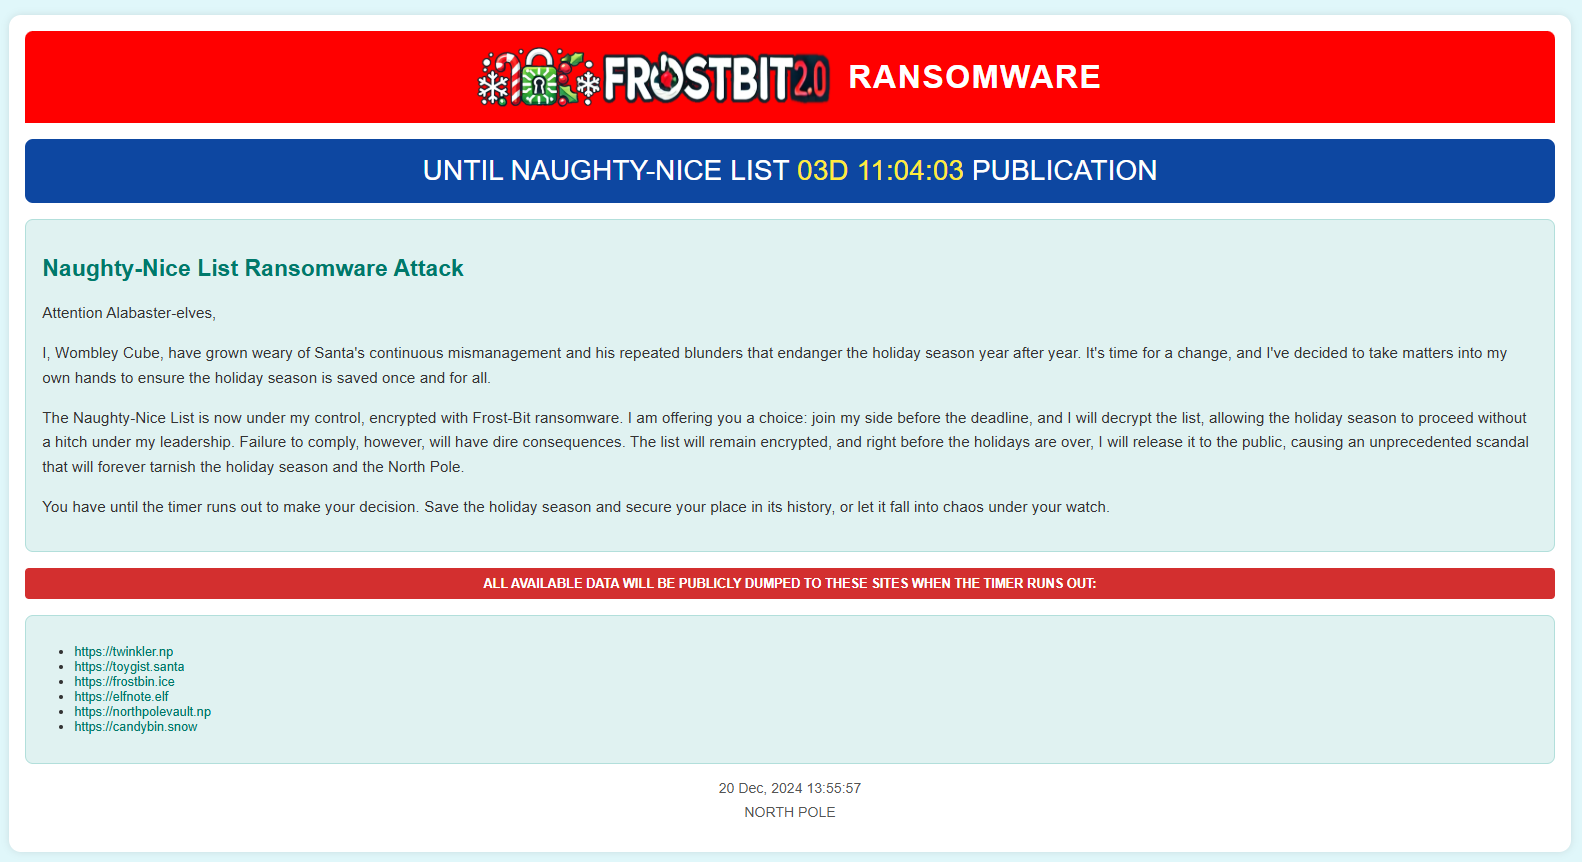 FROSTBIT2.0 RANSOMWARE
UNTIL NAUGHTY-NICE LIST 03D 11:04:03 PUBLICATION
Naughty-Nice List Ransomware Attack
Attention Alabaster-elves,
I, Wombley Cube, have grown weary of Santa's continuous mismanagement and his repeated blunders that endanger the holiday season year after year. It's time for a change, and I've decided to take matters into my
own hands to ensure the holiday season is saved once and for all.
The Naughty-Nice List is now under my control, encrypted with Frost-Bit ransomware. I am offering you a choice: join my side before the deadline, and I will decrypt the list, allowing the holiday season to proceed without
a hitch under my leadership. Failure to comply, however, will have dire consequences. The list will remain encrypted, and right before the holidays are over, I will release it to the public, causing an unprecedented scandal
that will forever tarnish the holiday season and the North Pole.
You have until the timer runs out to make your decision. Save the holiday season and secure your place in its history, or let it fall into chaos under your watch.
ALL AVAILABLE DATA WILL BE PUBLICLY DUMPED TO THESE SITES WHEN THE TIMER RUNS OUT:
https://twinkler.np
https://toygist.santa
https://frostbin.ice
https://elfnote.elf
https://northpolevault.np
https://candybin.snow
20 Dec, 2024 13:55:57
NORTH POLE